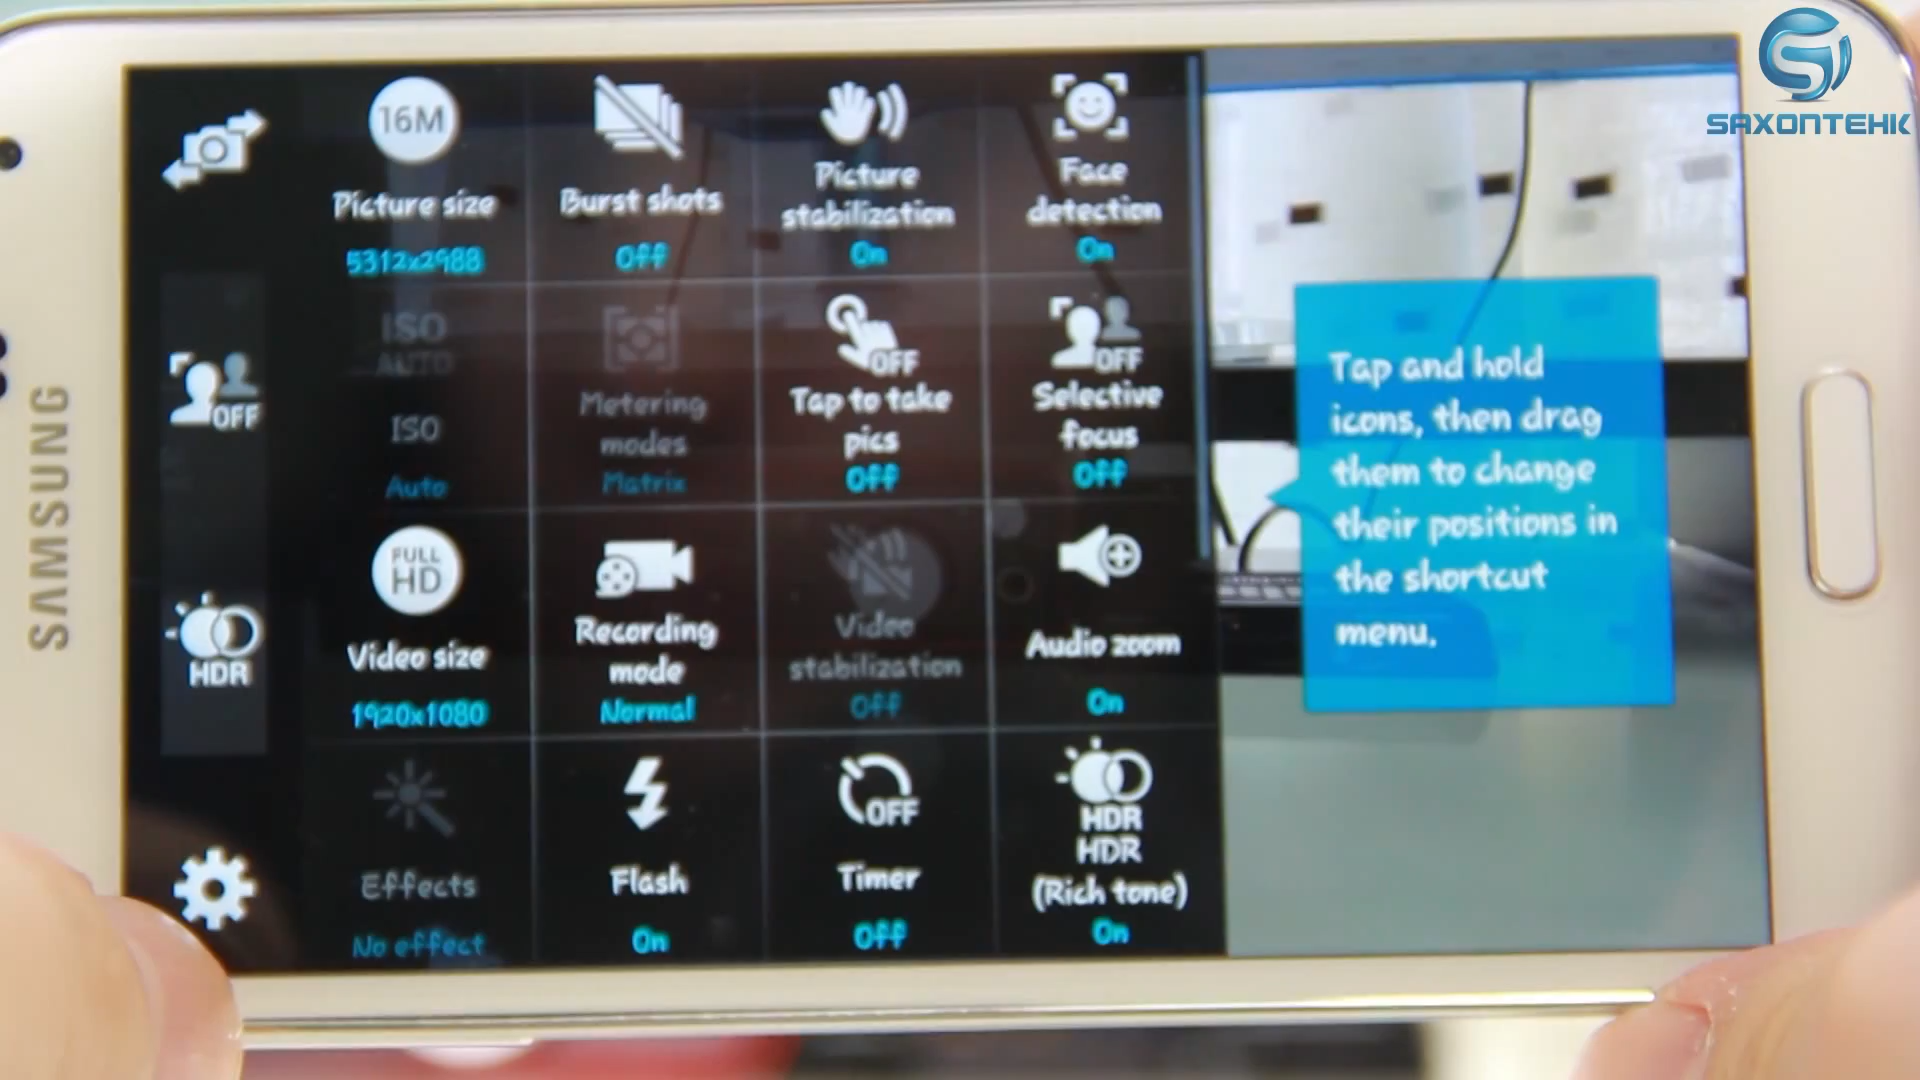 SAXONTEHK
SAMSUNG
16M
Picture size
5312x2988
Burst shots
Off
Picture
stabilization
On
Face
detection
On
OFF
ISO
AUTO
ISO
Auto
Metering
modes
Matrix
OFF
Tap to take
pics
Off
OFF
Selective
focus
Off
HDR
FULL
HD
Video size
1920x1080
Recording
mode
Normal
Video
stabilization
Off
Audio zoom
On
Effects
No effect
Flash
On
OFF
Timer
Off
HDR
HDR
(Rich tone)
On
Tap and hold
icons, then drag
them to change
their positions in
the shortcut
menu.